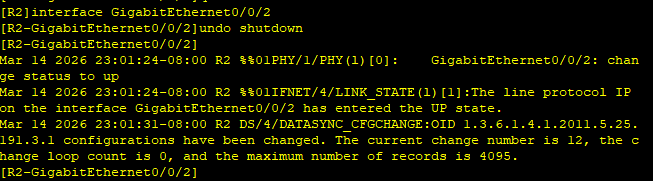 [R2]interface GigabitEthernet0/0/2
[R2-GigabitEthernet0/0/2]undo shutdown
[R2-GigabitEthernet0/0/2]
Mar 14 2026 23:01:24-08:00 R2 %%01PHY/1/PHY(l)[0]:    GigabitEthernet0/0/2: chan
ge status to up
Mar 14 2026 23:01:24-08:00 R2 %%01IFNET/4/LINK_STATE(l)[1]:The line protocol IP
on the interface GigabitEthernet0/0/2 has entered the UP state.
Mar 14 2026 23:01:31-08:00 R2 DS/4/DATASYNC_CFGCHANGE:OID 1.3.6.1.4.1.2011.5.25.
191.3.1 configurations have been changed. The current change number is 12, the c
hange loop count is 0, and the maximum number of records is 4095.
[R2-GigabitEthernet0/0/2]